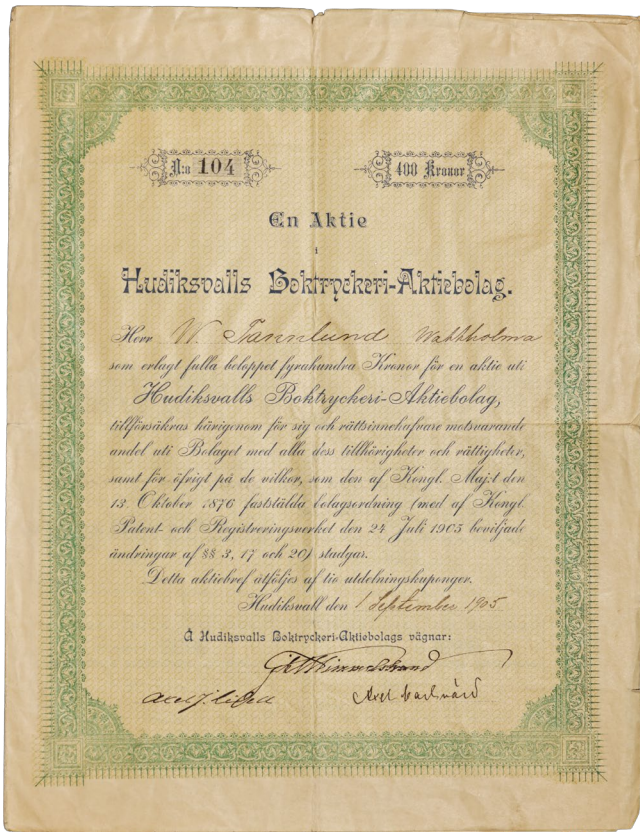 N:o 104
400 Kronor
En Aktie
i
Hudiksvalls Boktryckeri-Aktiebolag.
Herr W. Tannlund
som erlagt fulla beloppet fyrahundra Kronor för en aktie uti
Hudiksvalls Boktryckeri-Aktiebolag,
tillförsäkras härigenom för sig och rättsinnehafvare motsvarande
andel uti Bolaget med alla dess tillhörigheter och rättigheter,
samt för öfrigt på de vilkor, som den af Kongl. Maj:t den
13. Oktober 1876 faststälda bolagsordning (med af Kongl.
Patent- och Registreringsverket den 24 Juli 1905 beviljade
ändringar af §§ 3, 17 och 20) stadgar.
Detta aktiebref åtföljes af tio utdelningskuponger.
Hudiksvall den 1 September 1905
Å Hudiksvalls Boktryckeri-Aktiebolags vägnar:
Axel
Axel